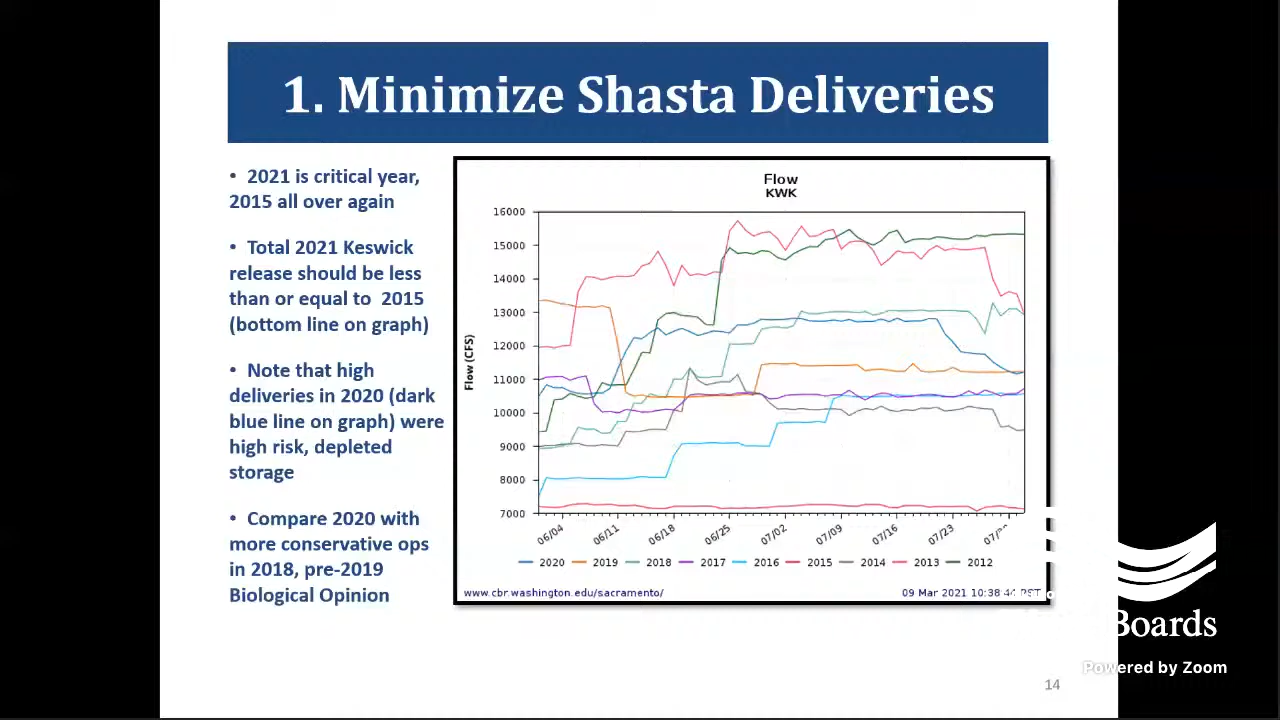 1. Minimize Shasta Deliveries
• 2021 is critical year,
2015 all over again
• Total 2021 Keswick
release should be less
than or equal to 2015
(bottom line on graph)
• Note that high
deliveries in 2020 (dark
blue line on graph) were
high risk, depleted
storage
• Compare 2020 with
more conservative ops
in 2018, pre-2019
Biological Opinion
Flow
KWK
Flow (CFS)
16000
15000
14000
13000
12000
11000
10000
9000
8000
7000
06/04 06/11 06/18 06/25 07/02 07/09 07/16 07/23
2020 2019 2018 2017 2016 2015 2014 2013 2012
www.cbr.washington.edu/sacramento/ 09 Mar 2021 10:38
Boards
Powered by Zoom
14